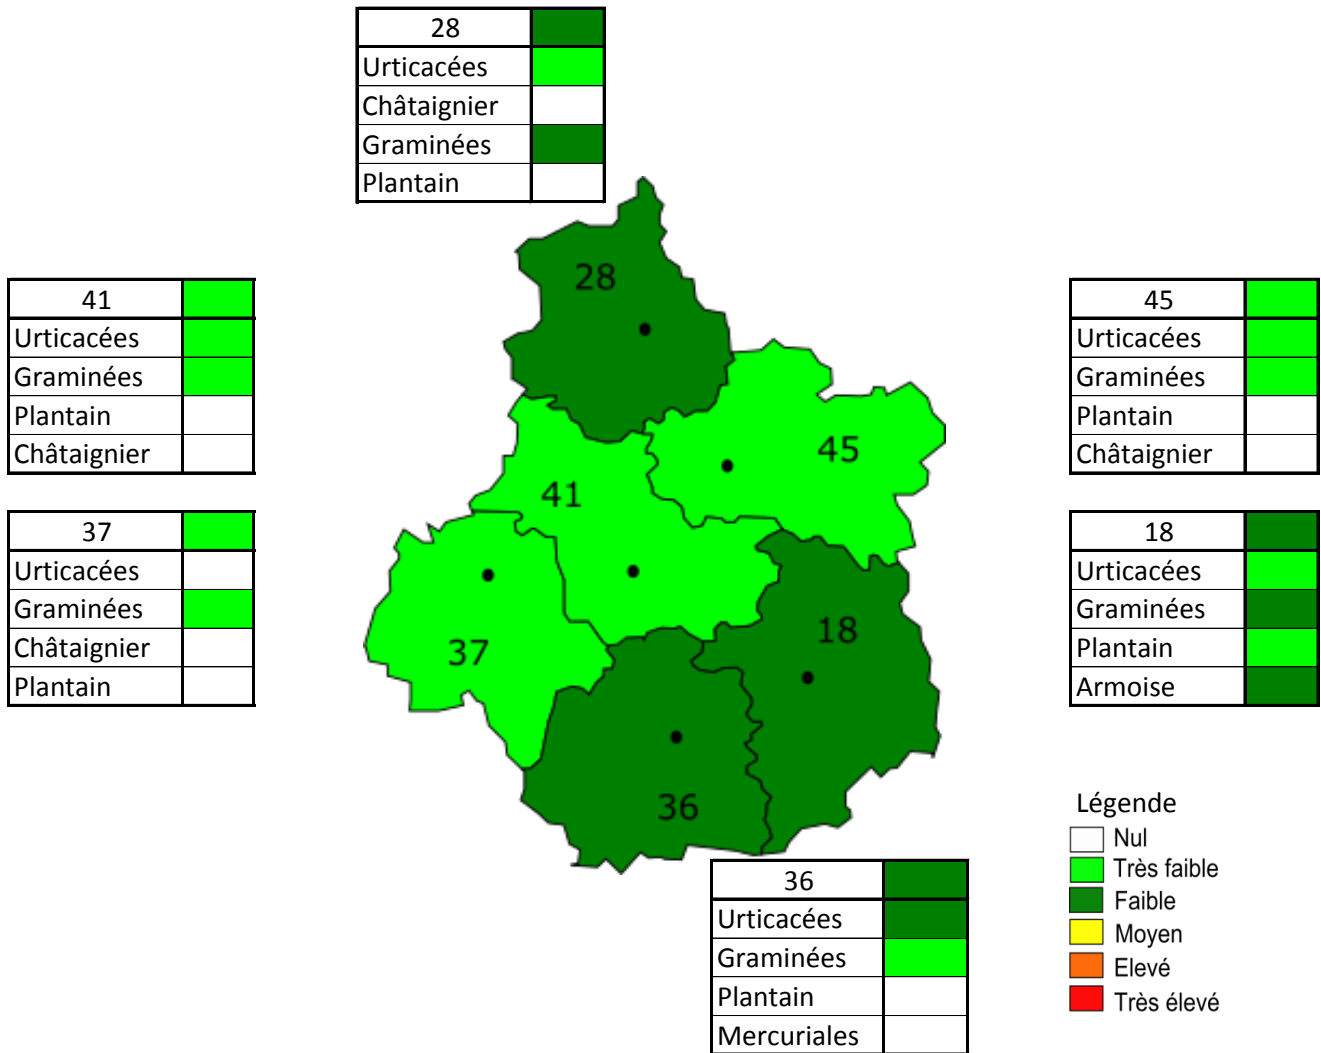 28
Urticacées
Châtaignier
Graminées
Plantain
41
Urticacées
Graminées
Plantain
Châtaignier
37
Urticacées
Graminées
Châtaignier
Plantain
28
45
41
37
18
36
45
Urticacées
Graminées
Plantain
Châtaignier
18
Urticacées
Graminées
Plantain
Armoise
36
Urticacées
Graminées
Plantain
Mercuriales
Légende
Nul
Très faible
Faible
Moyen
Elevé
Très élevé